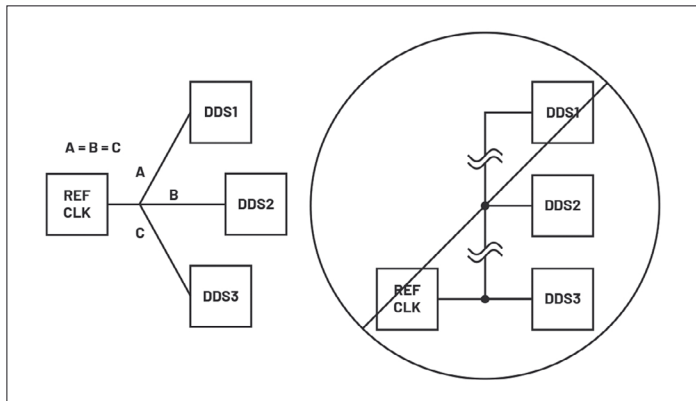 DDS1
A = B = C
A
REF
CLK
B
DDS2
C
DDS3
DDS1
DDS2
REF
CLK
DDS3